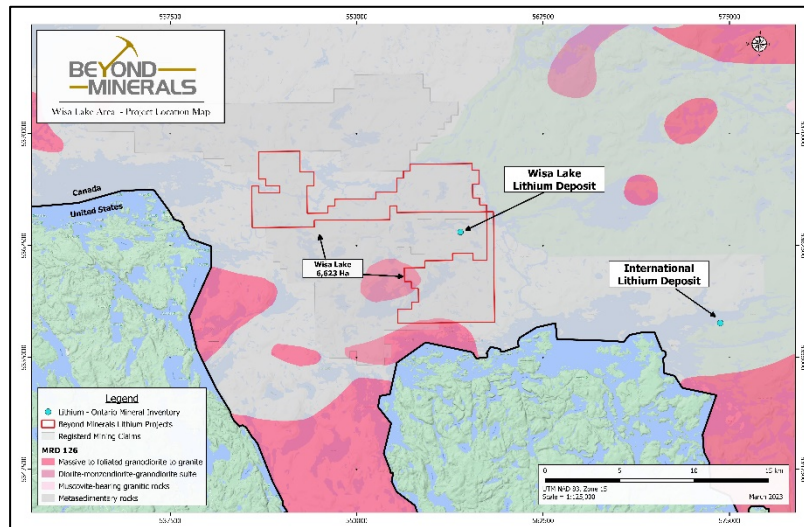 BEYOND
MINERALS
Wisa Lake Area - Project Location Map
Canada
United States
Wisa Lake
Lithium Deposit
Wisa Lake
6,623 Ha
International
Lithium Deposit
Legend
Lithium - Ontario Mineral Inventory
Beyond Minerals Lithium Projects
Registerd Mining Claims
MRD 126
Massive to foliated granodiorite to granite
Diorite-monzodiorite-granodiorite suite
Muscovite-bearing granitic rocks
Metasedimentary rocks
0 5 10 15 km
UTM NAD 83, Zone 15
Scale = 1:125,000
March 2023